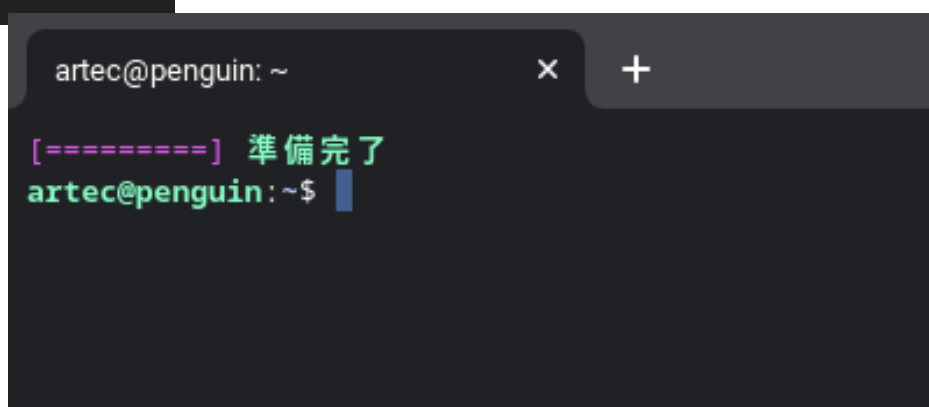 artec@penguin: ~
[=========] 準備完了
artec@penguin:~$